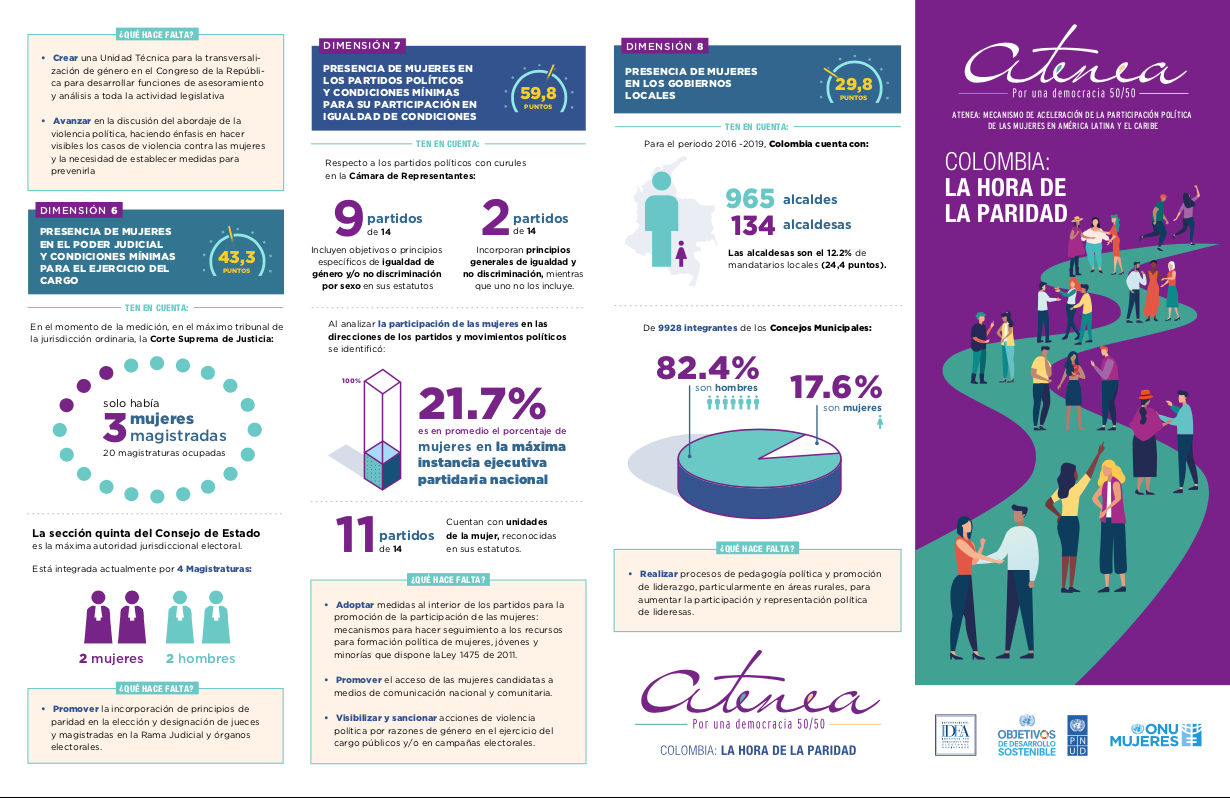 ¿QUÉ HACE FALTA?
• Crear una Unidad Técnica para la transversali-
zación de género en el Congreso de la Repúbli-
ca para desarrollar funciones de asesoramiento
y análisis a toda la actividad legislativa
• Avanzar en la discusión del abordaje de la
violencia política, haciendo énfasis en hacer
visibles los casos de violencia contra las mujeres
y la necesidad de establecer medidas para
prevenirla
DIMENSIÓN 6
PRESENCIA DE MUJERES
EN EL PODER JUDICIAL
Y CONDICIONES MÍNIMAS
PARA EL EJERCICIO DEL
CARGO
43,3
PUNTOS
TEN EN CUENTA:
En el momento de la medición, en el máximo tribunal de
la jurisdicción ordinaria, la Corte Suprema de Justicia:
solo había
3 mujeres
magistradas
20 magistraturas ocupadas
La sección quinta del Consejo de Estado
es la máxima autoridad jurisdiccional electoral.
Está integrada actualmente por 4 Magistraturas:
2 mujeres
2 hombres
¿QUÉ HACE FALTA?
• Promover la incorporación de principios de
paridad en la elección y designación de jueces
y magistradas en la Rama Judicial y órganos
electorales.
DIMENSIÓN 7
PRESENCIA DE MUJERES EN
LOS PARTIDOS POLÍTICOS
Y CONDICIONES MÍNIMAS
PARA SU PARTICIPACIÓN EN
IGUALDAD DE CONDICIONES
59,8
PUNTOS
TEN EN CUENTA:
Respecto a los partidos políticos con curules
en la Cámara de Representantes:
9 partidos
de 14
Incluyen objetivos o principios
específicos de igualdad de
género y/o no discriminación
por sexo en sus estatutos
2 partidos
de 14
Incorporan principios
generales de igualdad y
no discriminación, mientras
que uno no los incluye.
Al analizar la participación de las mujeres en las
direcciones de los partidos y movimientos políticos
se identificó:
100%
21.7%
es en promedio el porcentaje de
mujeres en la máxima
instancia ejecutiva
partidaria nacional
11 partidos
de 14
Cuentan con unidades
de la mujer, reconocidas
en sus estatutos.
¿QUÉ HACE FALTA?
• Adoptar medidas al interior de los partidos para la
promoción de la participación de las mujeres:
mecanismos para hacer seguimiento a los recursos
para formación política de mujeres, jóvenes y
minorías que dispone laLey 1475 de 2011.
• Promover el acceso de las mujeres candidatas a
medios de comunicación nacional y comunitaria.
• Visibilizar y sancionar acciones de violencia
política por razones de género en el ejercicio del
cargo públicos y/o en campañas electorales.
DIMENSIÓN 8
PRESENCIA DE MUJERES
EN LOS GOBIERNOS
LOCALES
29,8
PUNTOS
TEN EN CUENTA:
Para el periodo 2016 -2019, Colombia cuenta con:
965 alcaldes
134 alcaldesas
Las alcaldesas son el 12.2% de
mandatarios locales (24,4 puntos).
De 9928 integrantes de los Concejos Municipales:
82.4%
son hombres
17.6%
son mujeres
¿QUÉ HACE FALTA?
• Realizar procesos de pedagogía política y promoción
de liderazgo, particularmente en áreas rurales, para
aumentar la participación y representación política
de lideresas.
atenea
Por una democracia 50/50
COLOMBIA: LA HORA DE LA PARIDAD
atenea
Por una democracia 50/50
ATENEA: MECANISMO DE ACELERACIÓN DE LA PARTICIPACIÓN POLÍTICA
DE LAS MUJERES EN AMÉRICA LATINA Y EL CARIBE
COLOMBIA:
LA HORA DE
LA PARIDAD
IDEA
OBJETIVOS
DE DESARROLLO
SOSTENIBLE
PNUD
ONU
MUJERES